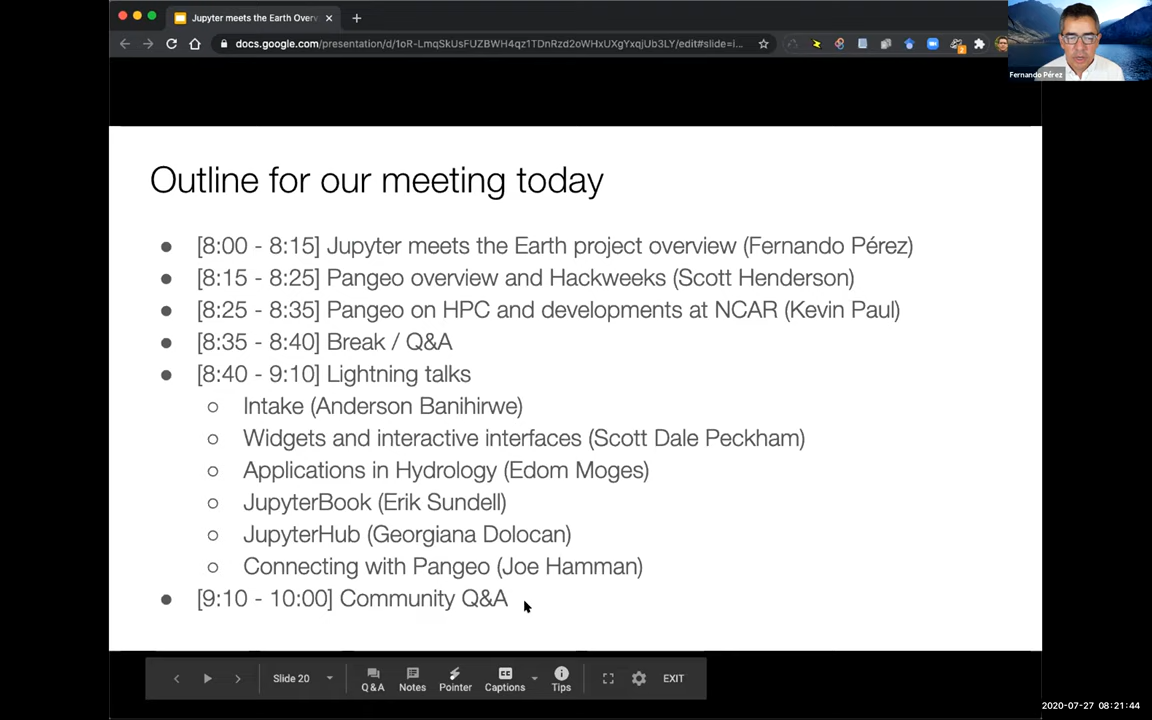 Jupyter meets the Earth Over
docs.google.com/presentation/d/1oR-LmqSkUsFUZBWH4qz1TDnRzd2oWHxUXgYxqjUb3LY/edit#slide=i...
Fernando Pérez
Outline for our meeting today
[8:00 - 8:15] Jupyter meets the Earth project overview (Fernando Pérez)
[8:15 - 8:25] Pangeo overview and Hackweeks (Scott Henderson)
[8:25 - 8:35] Pangeo on HPC and developments at NCAR (Kevin Paul)
[8:35 - 8:40] Break / Q&A
[8:40 - 9:10] Lightning talks
Intake (Anderson Banihirwe)
Widgets and interactive interfaces (Scott Dale Peckham)
Applications in Hydrology (Edom Moges)
JupyterBook (Erik Sundell)
JupyterHub (Georgiana Dolocan)
Connecting with Pangeo (Joe Hamman)
[9:10 - 10:00] Community Q&A
Slide 20 Q&A Notes Pointer CC Captions Tips EXIT
2020-07-27 08:21:44